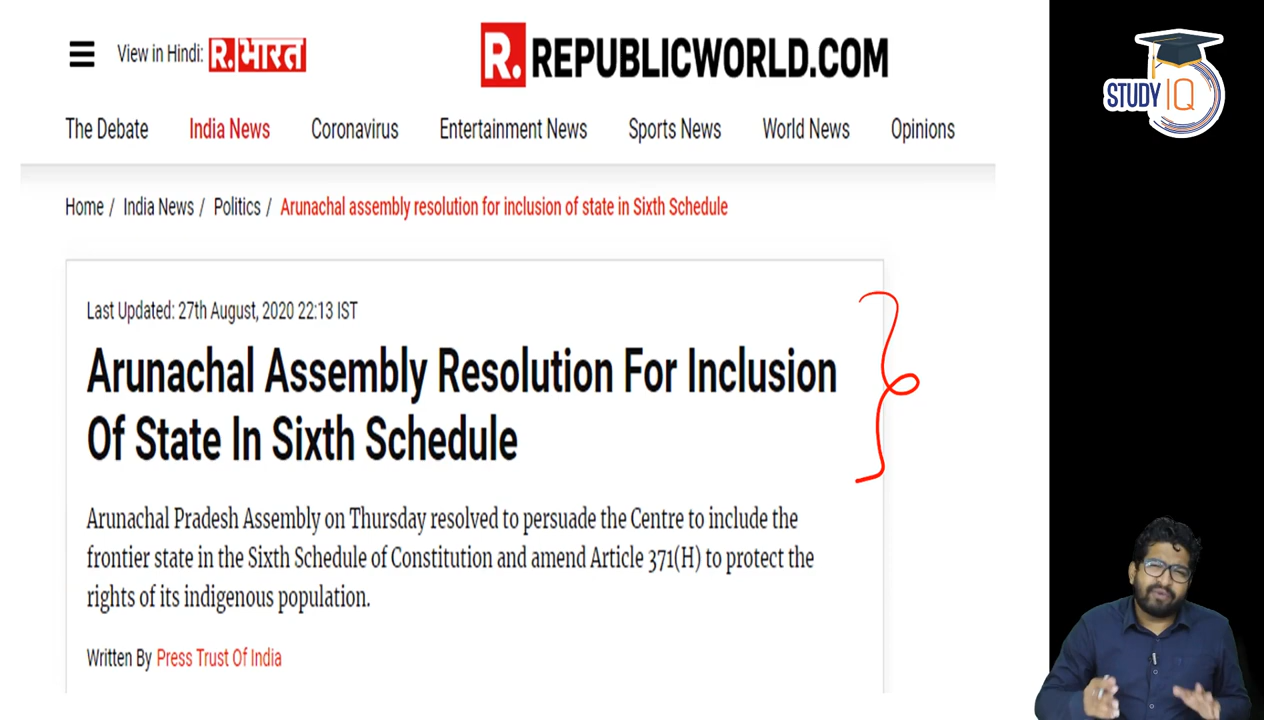 View in Hindi: R.भारत
R. REPUBLICWORLD.COM
STUDY IQ
The Debate India News Coronavirus Entertainment News Sports News World News Opinions
Home / India News / Politics / Arunachal assembly resolution for inclusion of state in Sixth Schedule
Last Updated: 27th August, 2020 22:13 IST
Arunachal Assembly Resolution For Inclusion
Of State In Sixth Schedule
Arunachal Pradesh Assembly on Thursday resolved to persuade the Centre to include the
frontier state in the Sixth Schedule of Constitution and amend Article 371(H) to protect the
rights of its indigenous population.
Written By Press Trust Of India